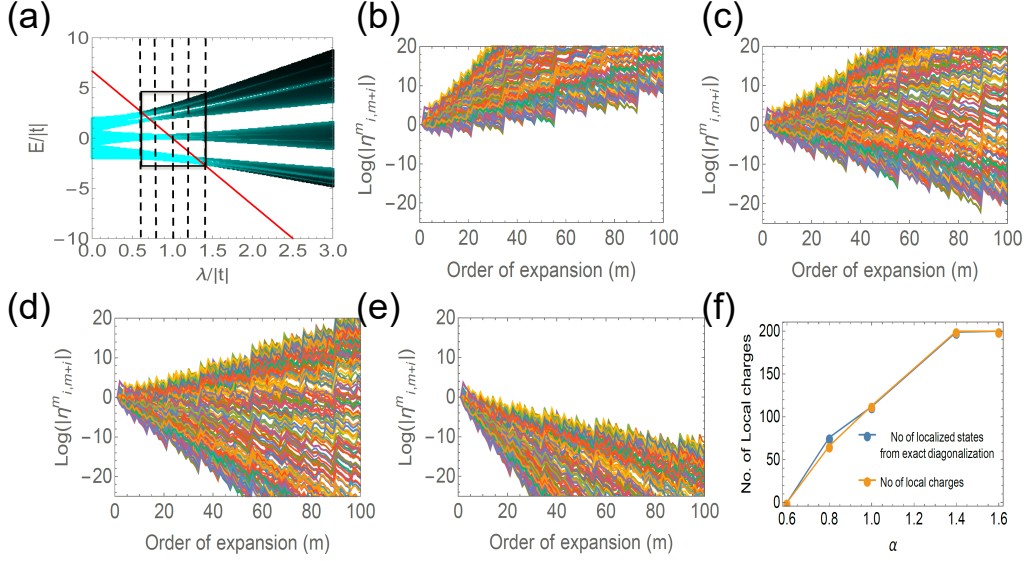 (a)
10
5
0
−5
−10
E/|t|
0.0 0.5 1.0 1.5 2.0 2.5 3.0
λ/|t|
(b)
20
10
0
−10
−20
Log(|η^m_{i,m+i}|)
0 20 40 60 80 100
Order of expansion (m)
(c)
20
10
0
−10
−20
Log(|η^m_{i,m+i}|)
0 20 40 60 80 100
Order of expansion (m)
(d)
20
10
0
−10
−20
Log(|η^m_{i,m+i}|)
0 20 40 60 80 100
Order of expansion (m)
(e)
20
10
0
−10
−20
Log(|η^m_{i,m+i}|)
0 20 40 60 80 100
Order of expansion (m)
(f)
200
150
100
50
0
No. of Local charges
No of localized states
from exact diagonalization
No of local charges
0.6 0.8 1.0 1.2 1.4 1.6
α